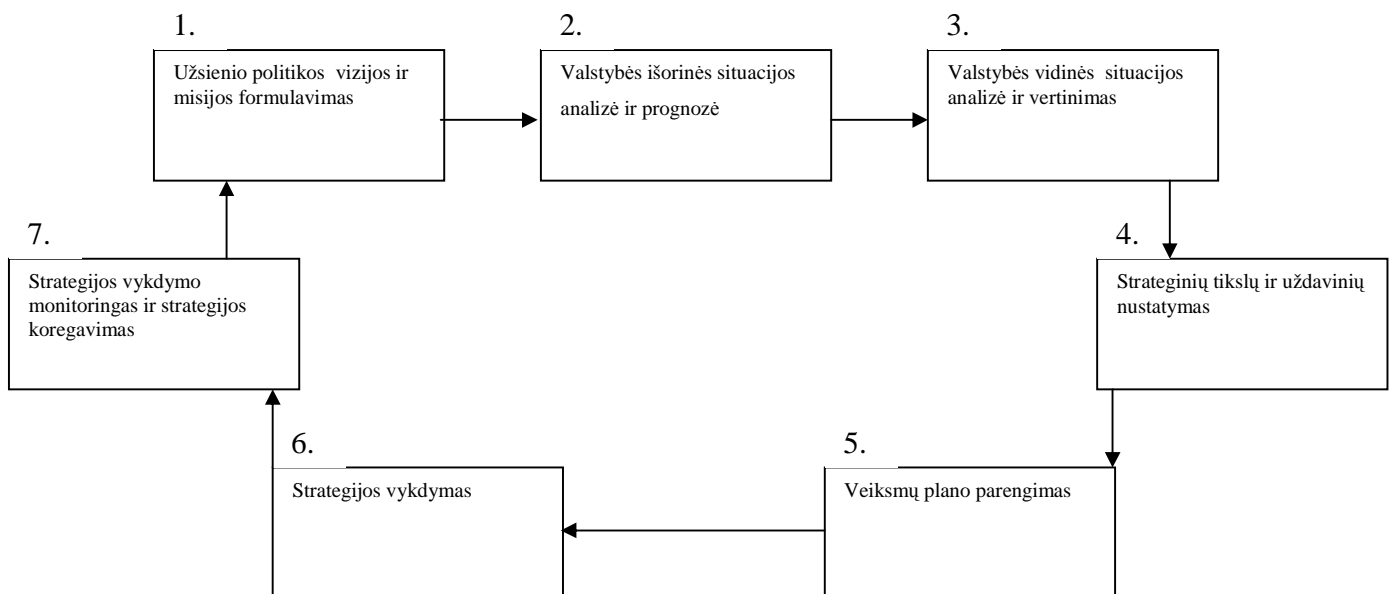 1.
Užsienio politikos vizijos ir
misijos formulavimas
2.
Valstybės išorinės situacijos
analizė ir prognozė
3.
Valstybės vidinės situacijos
analizė ir vertinimas
4.
Strateginių tikslų ir uždavinių
nustatymas
5.
Veiksmų plano parengimas
6.
Strategijos vykdymas
7.
Strategijos vykdymo
monitoringas ir strategijos
koregavimas